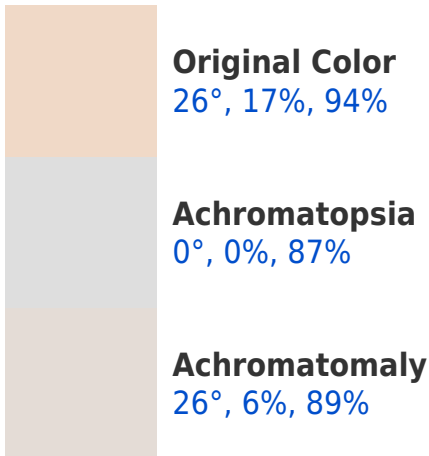 Original Color
26°, 17%, 94%
Achromatopsia
0°, 0%, 87%
Achromatomaly
26°, 6%, 89%